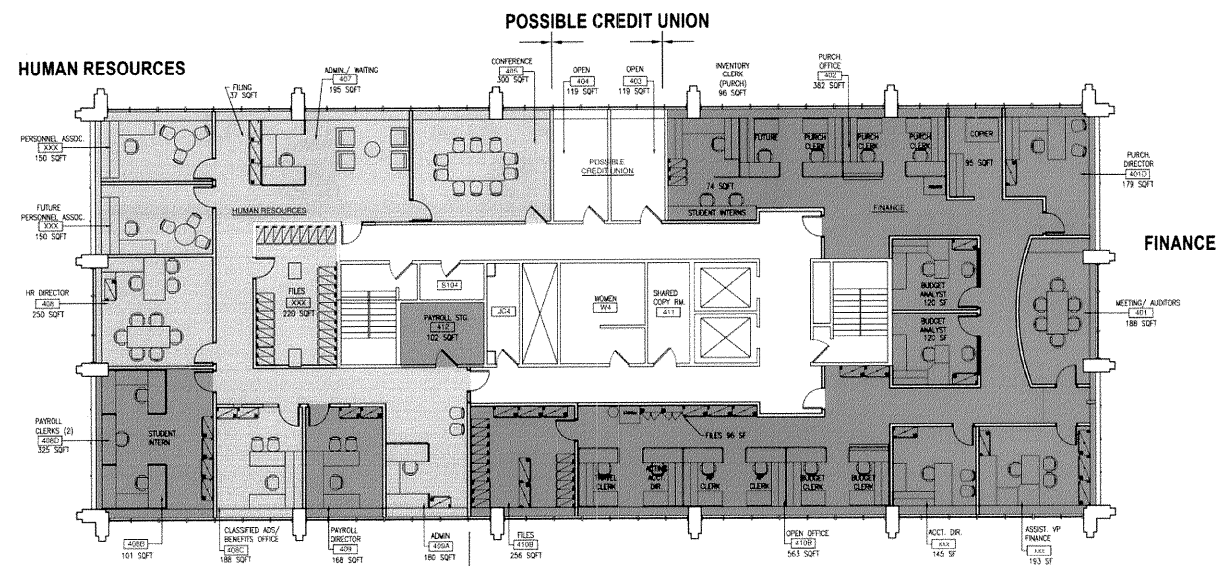 POSSIBLE CREDIT UNION
HUMAN RESOURCES
FINANCE
FILING
37 SQFT
ADMIN./ WAITING
407
195 SQFT
CONFERENCE
405
300 SQFT
OPEN
404
119 SQFT
OPEN
403
119 SQFT
INVENTORY
CLERK
(PURCH)
96 SQFT
PURCH.
OFFICE
402
382 SQFT
PERSONNEL ASSOC.
XXX
150 SQFT
FUTURE
PERSONNEL ASSOC.
XXX
150 SQFT
HR DIRECTOR
408
250 SQFT
PAYROLL
CLERKS (2)
408D
325 SQFT
HUMAN RESOURCES
POSSIBLE
CREDIT UNION
FUTURE
PURCH
CLERK
PURCH
CLERK
PURCH
CLERK
COPIER
95 SQFT
74 SQFT
STUDENT INTERNS
FINANCE
PURCH.
DIRECTOR
401D
179 SQFT
MEETING/ AUDITORS
401
188 SQFT
FILES
XXX
220 SQFT
S104
PAYROLL STG.
412
102 SQFT
JC4
WOMEN
W4
SHARED
COPY RM.
411
BUDGET
ANALYST
120 SF
BUDGET
ANALYST
120 SF
STUDENT
INTERN
FILES 96 SF
TRAVEL
CLERK
ACCT.
DIR.
AP
CLERK
AP
CLERK
BUDGET
CLERK
BUDGET
CLERK
408B
101 SQFT
CLASSIFIED ADS/
BENEFITS OFFICE
408C
188 SQFT
PAYROLL
DIRECTOR
409
168 SQFT
ADMIN
409A
180 SQFT
FILES
410B
256 SQFT
OPEN OFFICE
410B
563 SQFT
ACCT. DIR.
XXX
145 SF
ASSIST. VP
FINANCE
XXX
193 SF